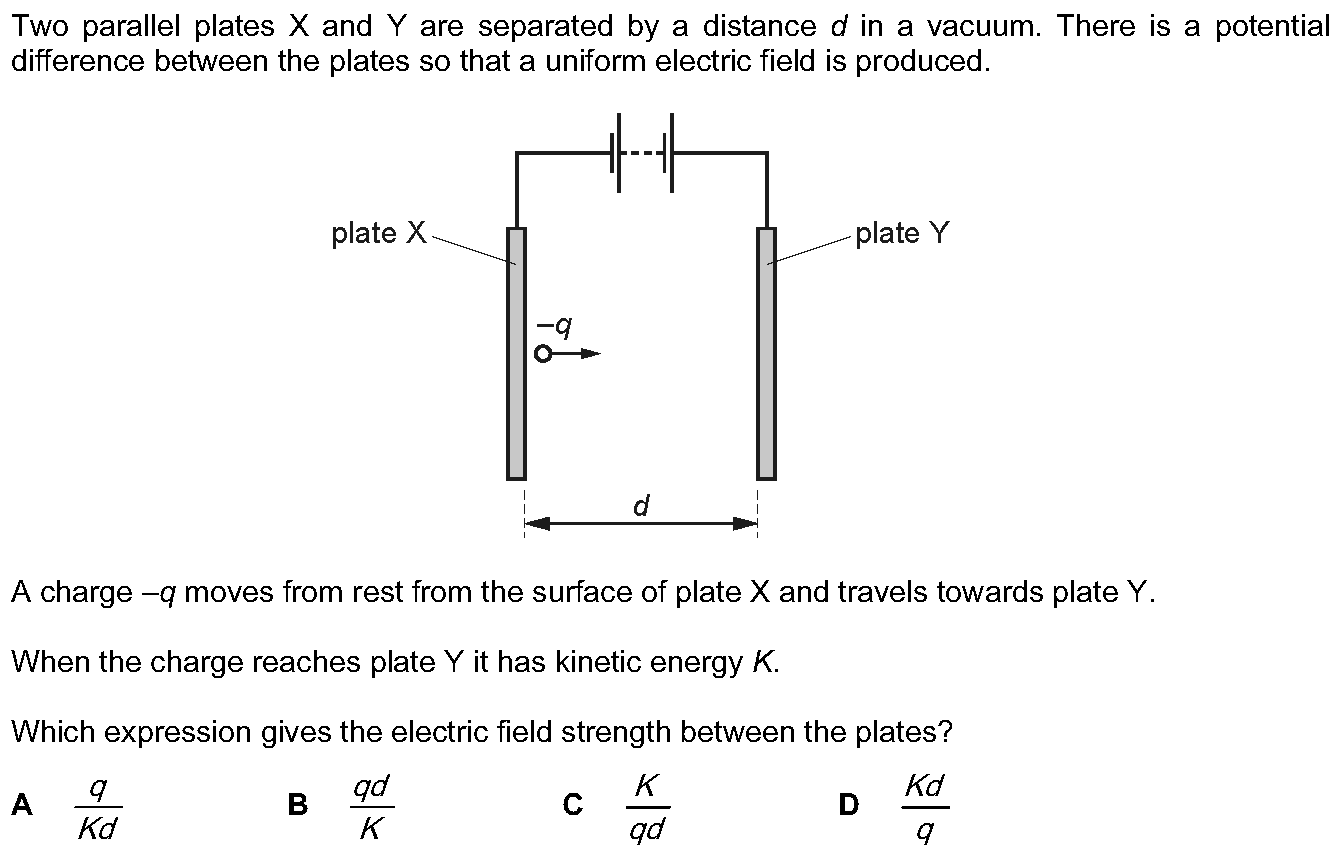 Two parallel plates X and Y are separated by a distance d in a vacuum. There is a potential
difference between the plates so that a uniform electric field is produced.
plate X
plate Y
–q
d
A charge –q moves from rest from the surface of plate X and travels towards plate Y.
When the charge reaches plate Y it has kinetic energy K.
Which expression gives the electric field strength between the plates?
A q/Kd B qd/K C K/qd D Kd/q